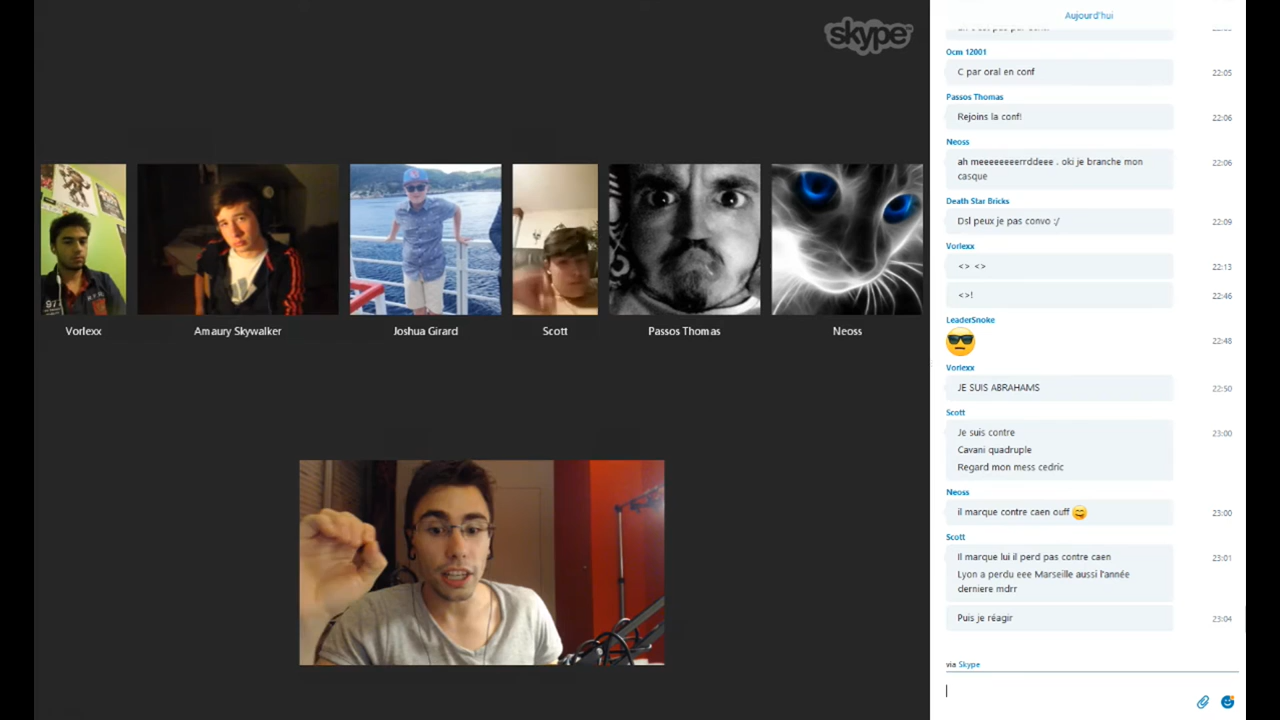 skype™
Aujourd'hui
Ocm 12001
C par oral en conf
22:05
Passos Thomas
Rejoins la conf!
22:06
Neoss
ah meeeeeeerrddeee . oki je branche mon
casque
22:06
Death Star Bricks
Dsl peux je pas convo :/
22:09
Vorlexx
<> <>
22:13
<>!
22:46
LeaderSnoke
22:48
Vorlexx
JE SUIS ABRAHAMS
22:50
Scott
Je suis contre
23:00
Cavani quadruple
Regard mon mess cedric
Neoss
il marque contre caen ouff
23:00
Scott
Il marque lui il perd pas contre caen
23:01
Lyon a perdu eee Marseille aussi l'année
derniere mdrr
Puis je réagir
23:04
via Skype
Vorlexx
Amaury Skywalker
Joshua Girard
Scott
Passos Thomas
Neoss
977